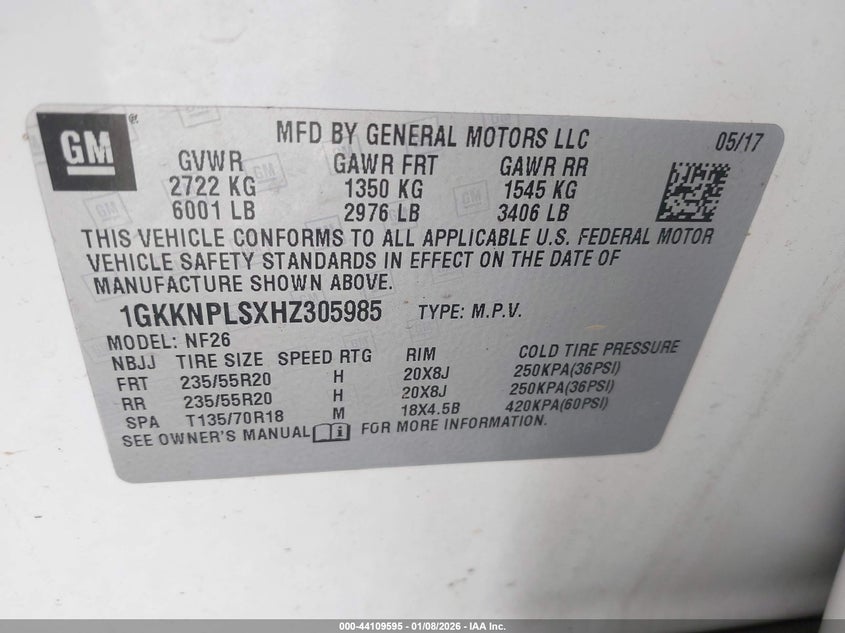 GM
MFD BY GENERAL MOTORS LLC 05/17
GVWR GAWR FRT GAWR RR
2722 KG 1350 KG 1545 KG
6001 LB 2976 LB 3406 LB
THIS VEHICLE CONFORMS TO ALL APPLICABLE U.S. FEDERAL MOTOR
VEHICLE SAFETY STANDARDS IN EFFECT ON THE DATE OF
MANUFACTURE SHOWN ABOVE.
1GKKNPLSXHZ305985 TYPE: M.P.V.
MODEL: NF26
NBJJ TIRE SIZE SPEED RTG RIM COLD TIRE PRESSURE
FRT 235/55R20 H 20X8J 250KPA(36PSI)
RR 235/55R20 H 20X8J 250KPA(36PSI)
SPA T135/70R18 M 18X4.5B 420KPA(60PSI)
SEE OWNER'S MANUAL FOR MORE INFORMATION.
000-44109595 - 01/08/2026 - IAA Inc.